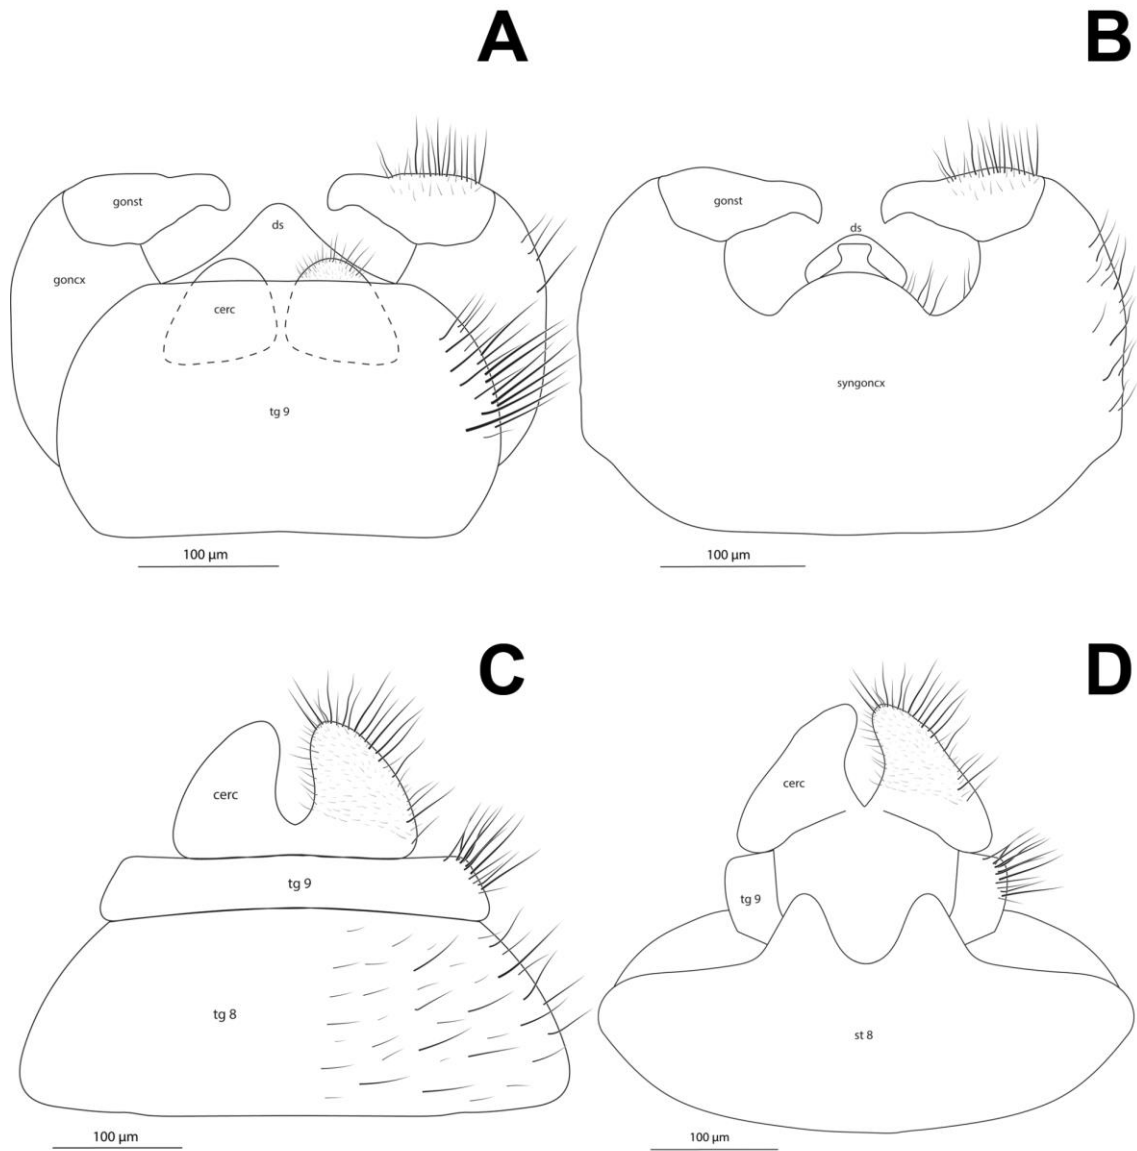 A
B
gonst
ds
goncx
cerc
tg 9
100 µm
gonst
ds
syngoncx
100 µm
C
D
cerc
tg 9
tg 8
100 µm
cerc
tg 9
st 8
100 µm